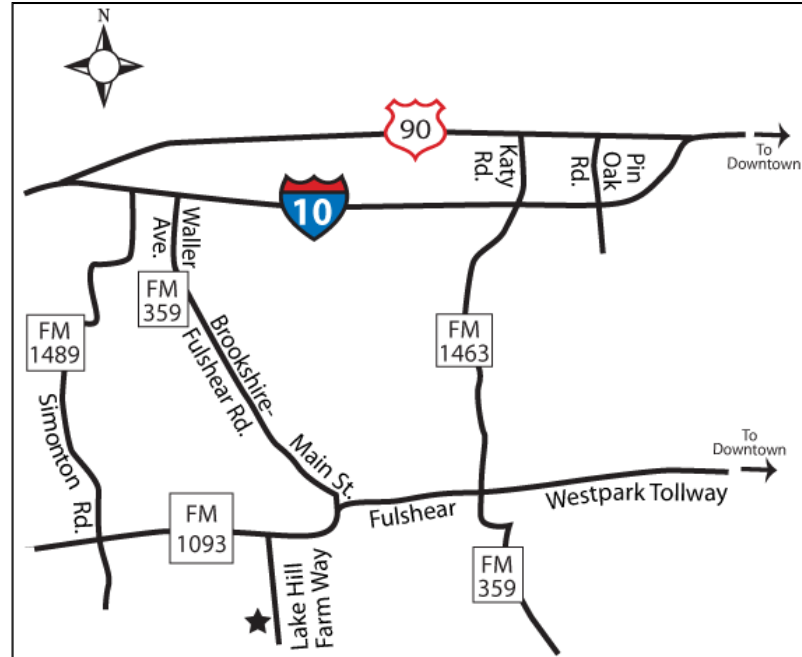 N
90
To
Downtown
Katy
Rd.
Pin
Oak
Rd.
10
Waller
Ave.
FM
359
FM
1489
Brookshire-
Fulshear Rd.
FM
1463
Simonton
Rd.
Main St.
To
Downtown
Westpark Tollway
Fulshear
FM
1093
Lake Hill
Farm Way
FM
359